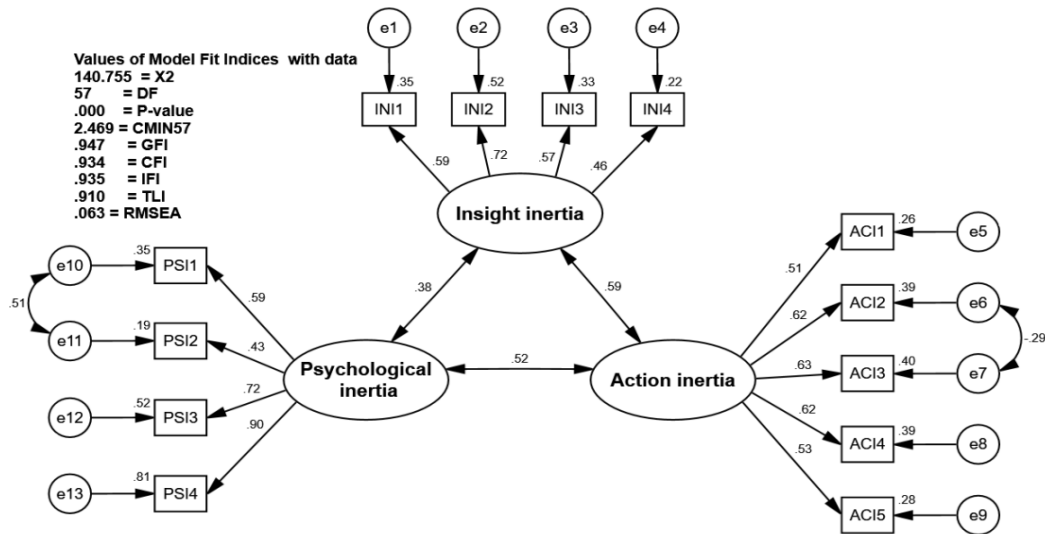 Values of Model Fit Indices with data
140.755 = X2
57 = DF
.000 = P-value
2.469 = CMIN57
.947 = GFI
.934 = CFI
.935 = IFI
.910 = TLI
.063 = RMSEA
e1 e2 e3 e4
.35 .52 .33 .22
INI1 INI2 INI3 INI4
.59 .72 .57 .46
Insight inertia
.38 .59
e10 .35 PSI1 .59
.51
e11 .19 PSI2 .43
e12 .52 PSI3 .72
e13 .81 PSI4 .90
Psychological
inertia
.52
Action inertia
.51 ACI1 .26 e5
.62 ACI2 .39 e6
-.29
.63 ACI3 .40 e7
.62 ACI4 .39 e8
.53 ACI5 .28 e9